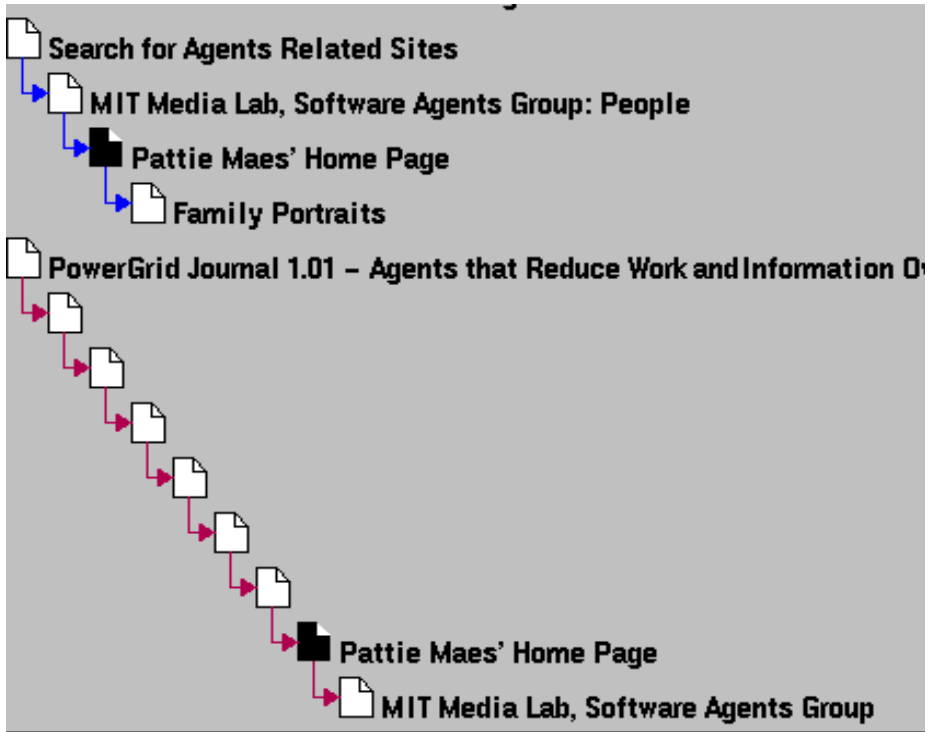 Search for Agents Related Sites
MIT Media Lab, Software Agents Group: People
Pattie Maes' Home Page
Family Portraits
PowerGrid Journal 1.01 – Agents that Reduce Work and Information
Pattie Maes' Home Page
MIT Media Lab, Software Agents Group